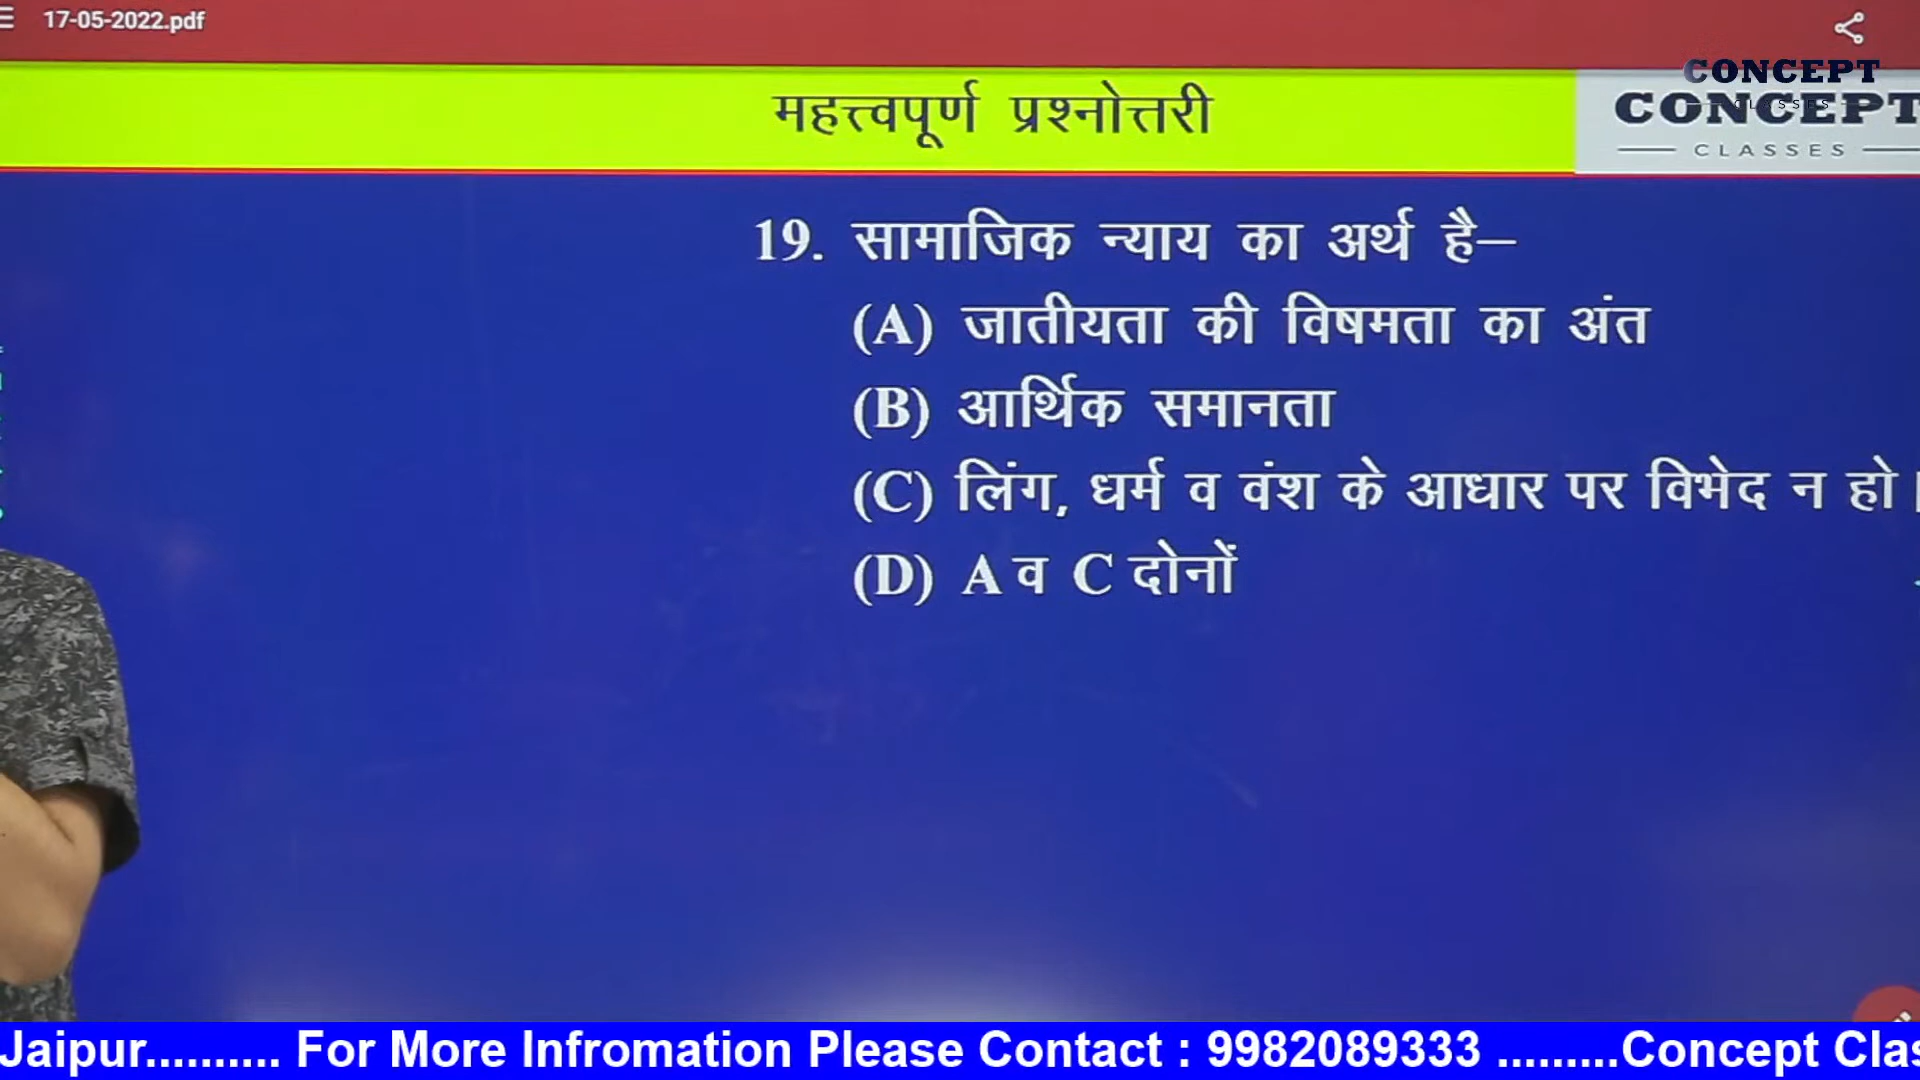 17-05-2022.pdf
CONCEPT
CLASSES
महत्त्वपूर्ण प्रश्नोत्तरी
CONCEPT
CLASSES
19. सामाजिक न्याय का अर्थ है–
(A) जातीयता की विषमता का अंत
(B) आर्थिक समानता
(C) लिंग, धर्म व वंश के आधार पर विभेद न हो।
(D) A व C दोनों
Jaipur.......... For More Infromation Please Contact : 9982089333 .........Concept Clas